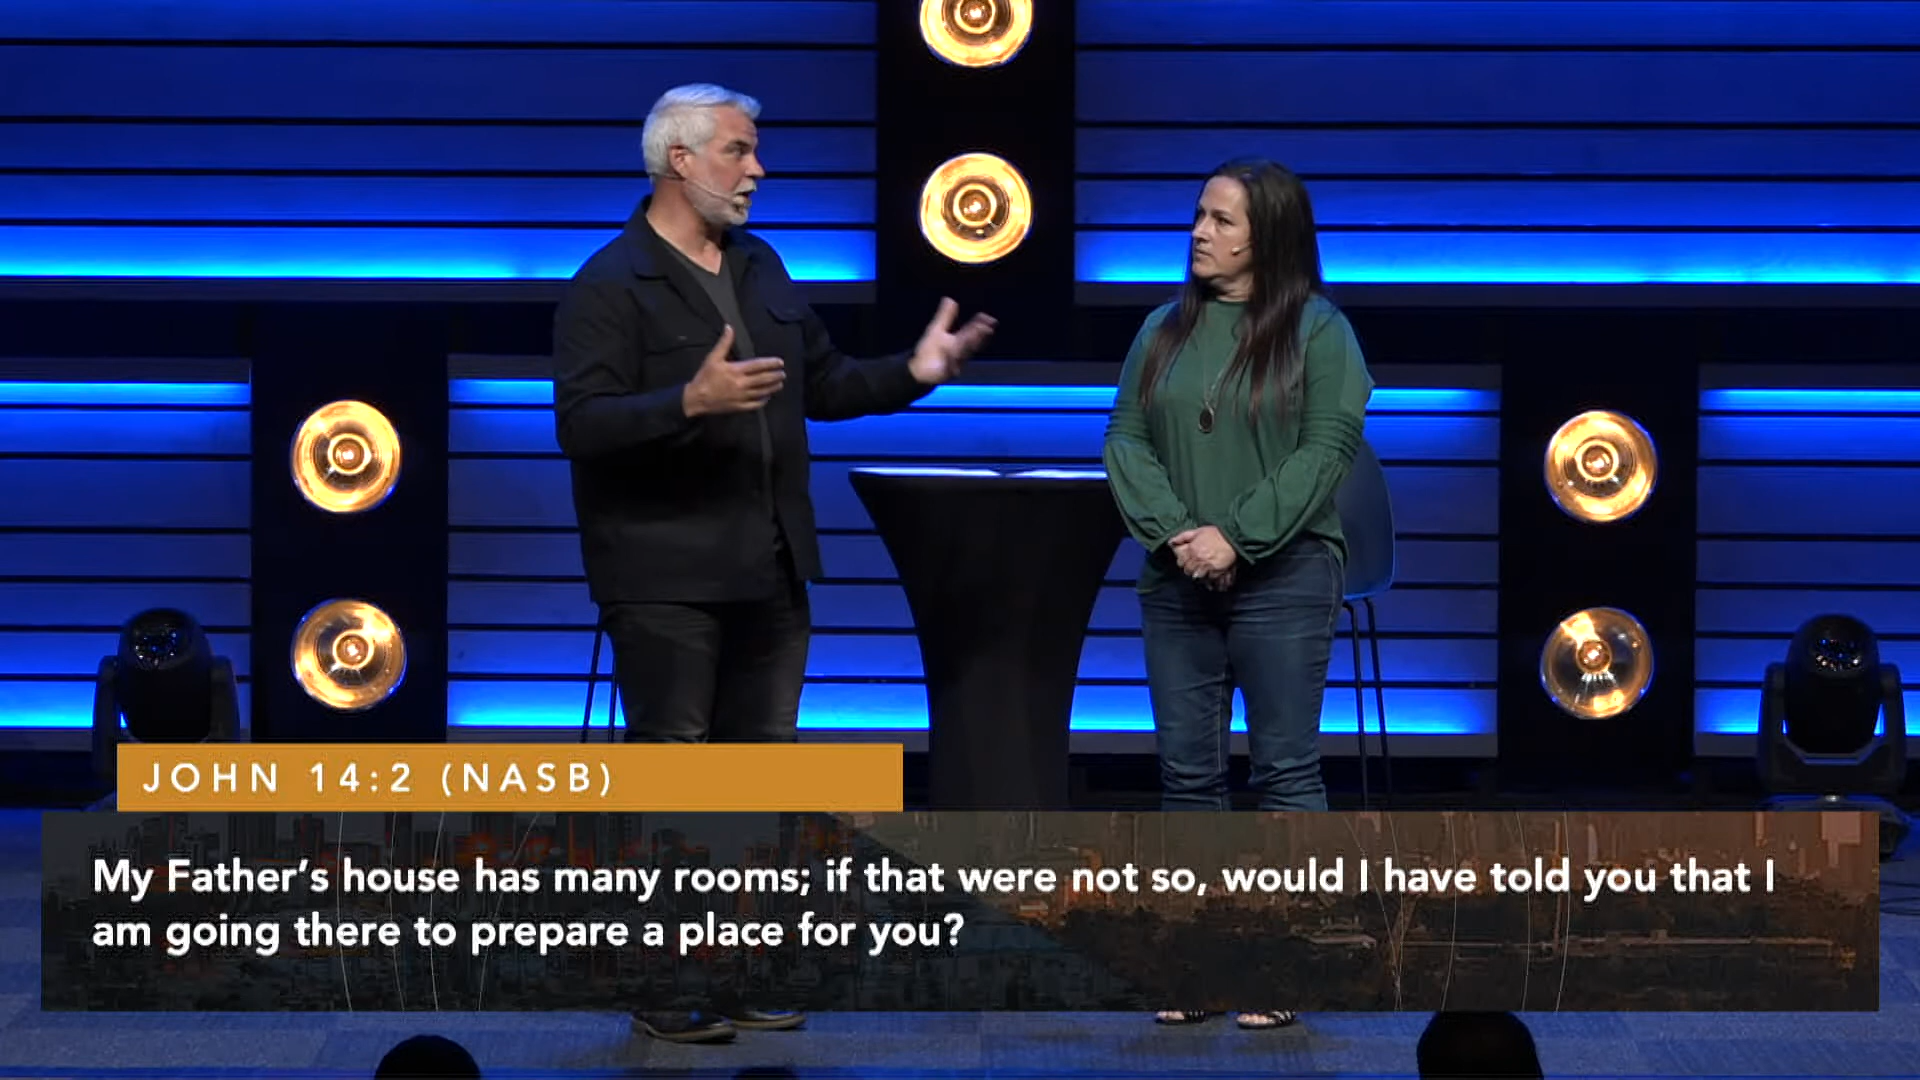 JOHN 14:2 (NASB)
My Father’s house has many rooms; if that were not so, would I have told you that I
am going there to prepare a place for you?